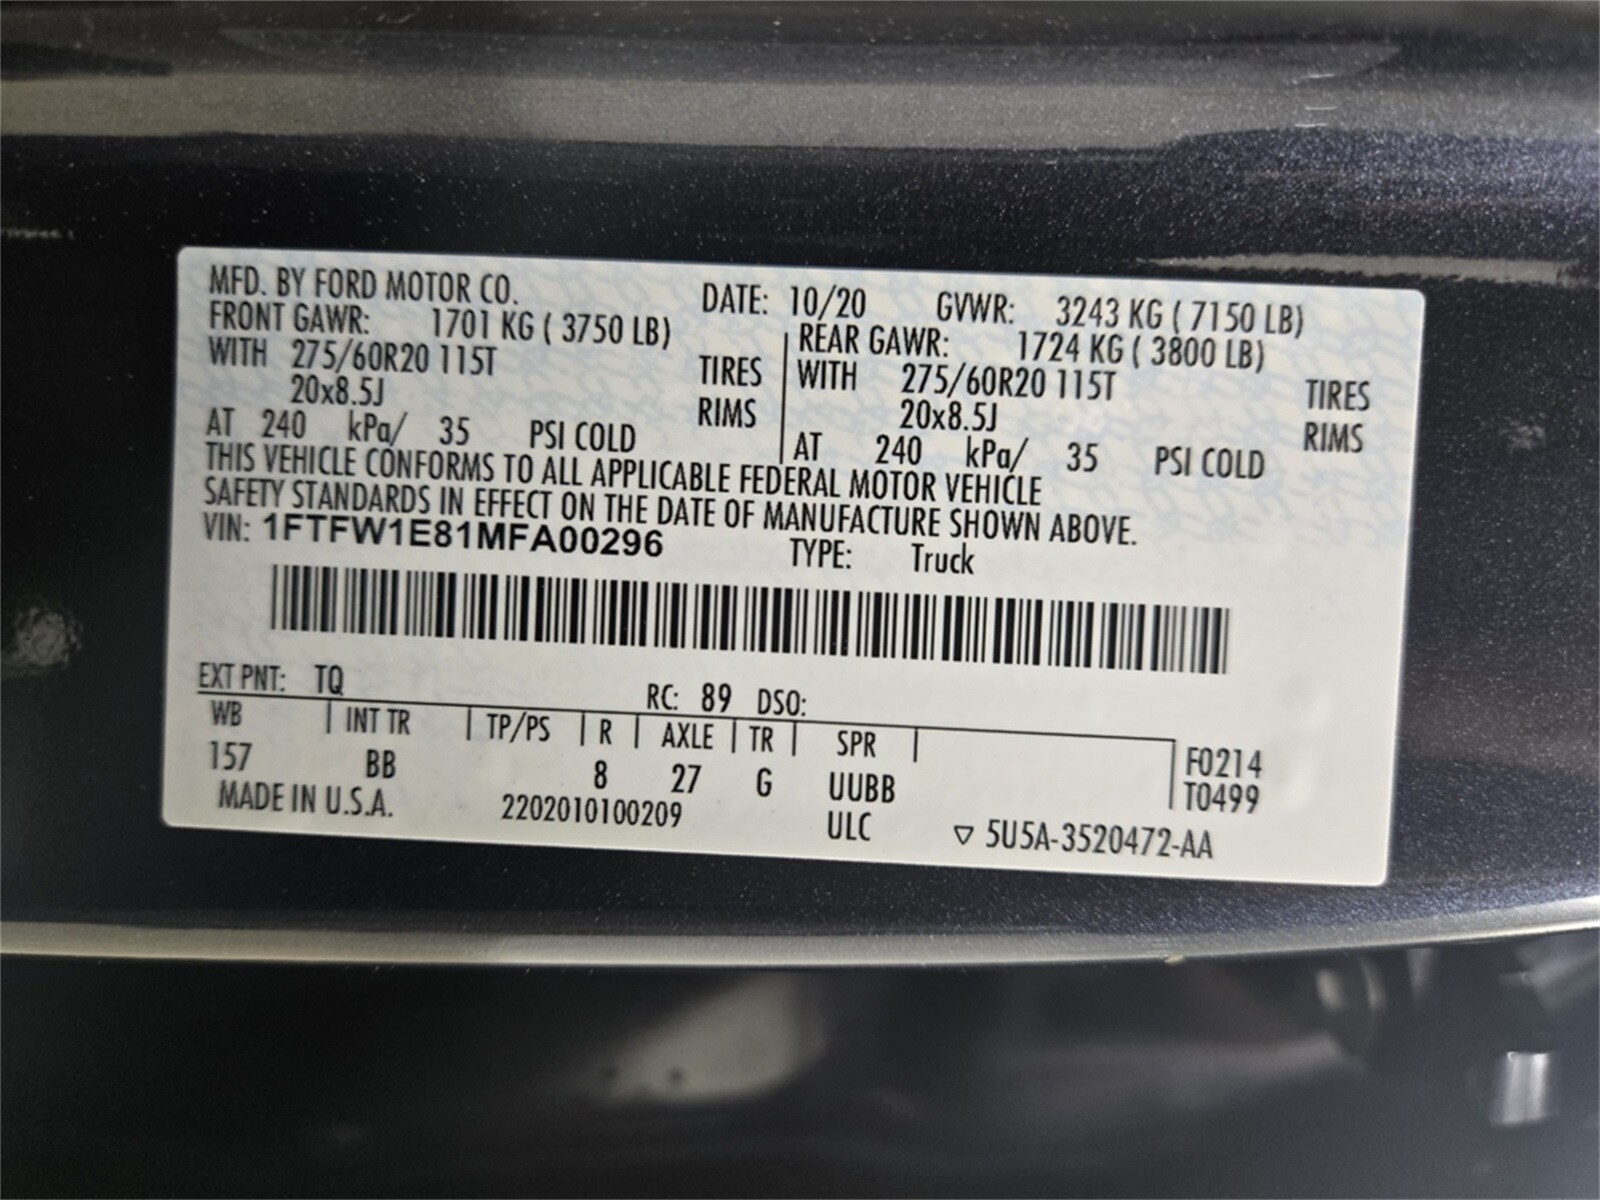 MFD. BY FORD MOTOR CO. DATE: 10/20 GVWR: 3243 KG ( 7150 LB)
FRONT GAWR: 1701 KG ( 3750 LB) REAR GAWR: 1724 KG ( 3800 LB)
WITH 275/60R20 115T TIRES WITH 275/60R20 115T TIRES
20x8.5J RIMS 20x8.5J RIMS
AT 240 kPa/ 35 PSI COLD AT 240 kPa/ 35 PSI COLD
THIS VEHICLE CONFORMS TO ALL APPLICABLE FEDERAL MOTOR VEHICLE
SAFETY STANDARDS IN EFFECT ON THE DATE OF MANUFACTURE SHOWN ABOVE.
VIN: 1FTFW1E81MFA00296 TYPE: Truck
EXT PNT: TQ RC: 89 DSO:
WB | INT TR | TP/PS | R | AXLE | TR | SPR | F0214
157 BB 8 27 G UUBB T0499
MADE IN U.S.A. 2202010100209 ULC ▽ 5U5A-3520472-AA